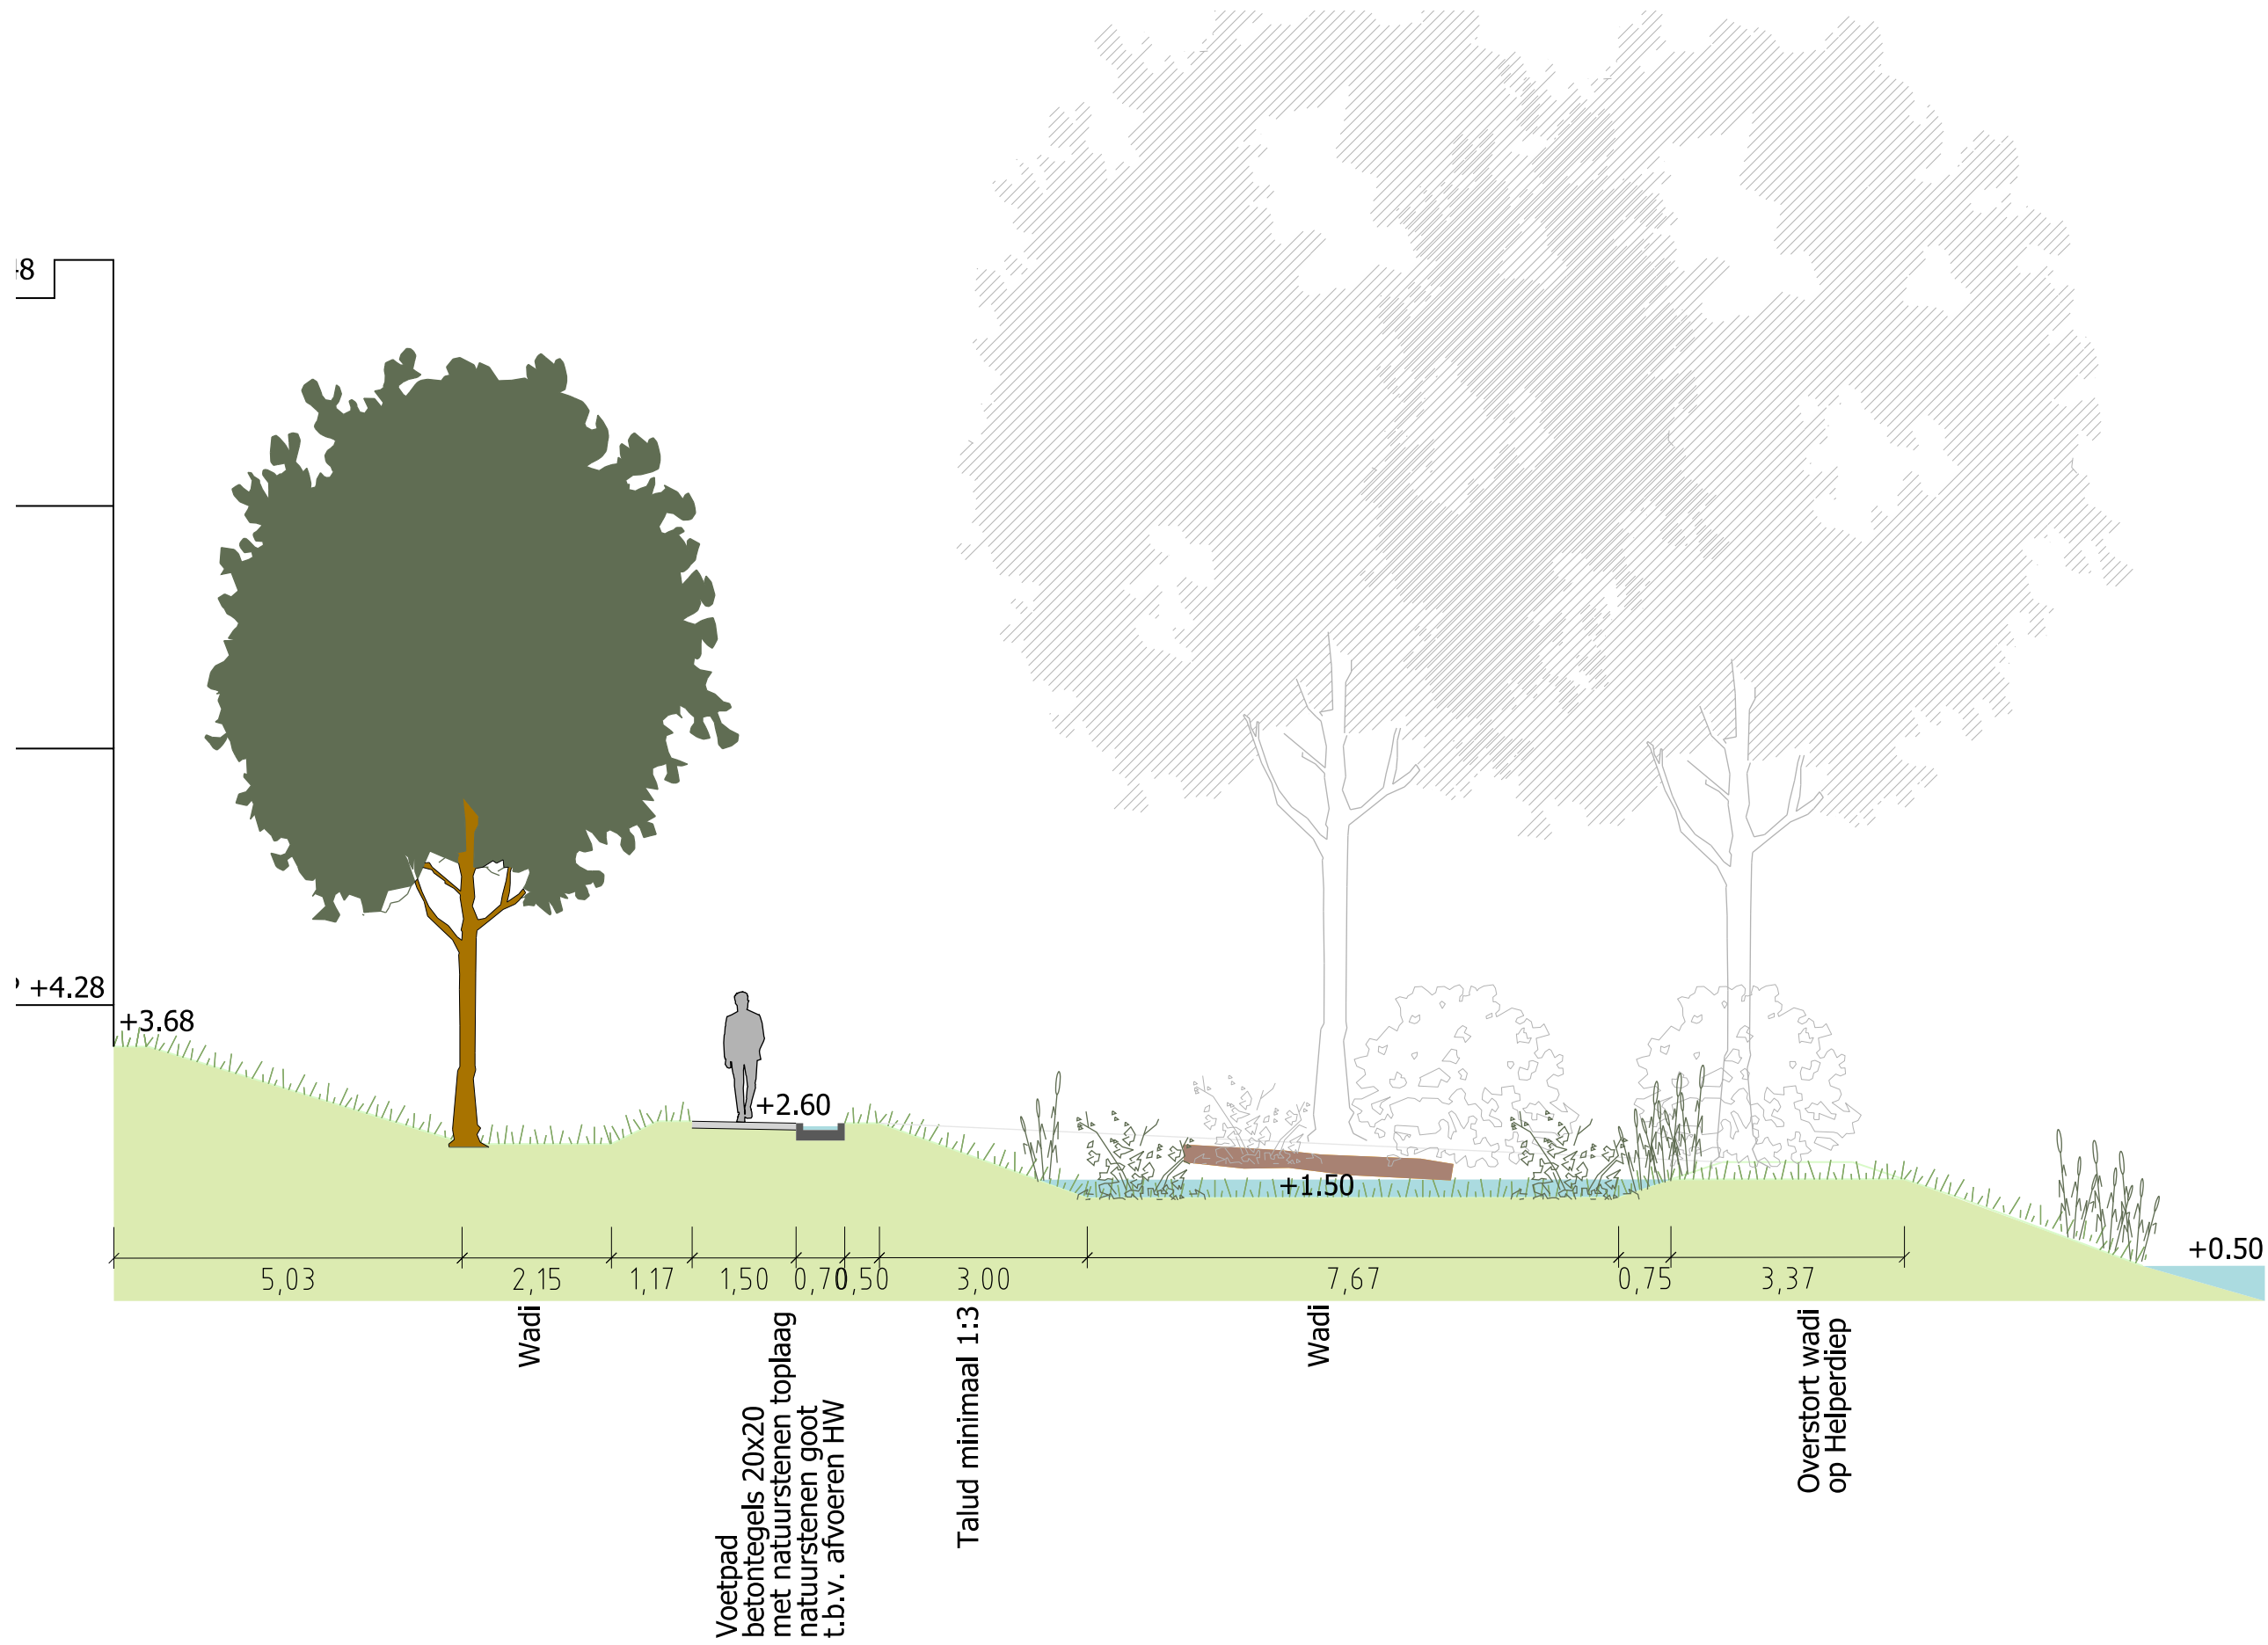 +4.28
+3.68
+2.60
+1.50
+0.50
5,03
2,15
1,17
1,50
0,70
0,50
3,00
7,67
0,75
3,37
Wadi
Voetpad
betontegels 20x20
met natuurstenen toplaag
natuurstenen goot
t.b.v. afvoeren HW
Talud minimaal 1:3
Wadi
Overstort wadi
op Helperdiep